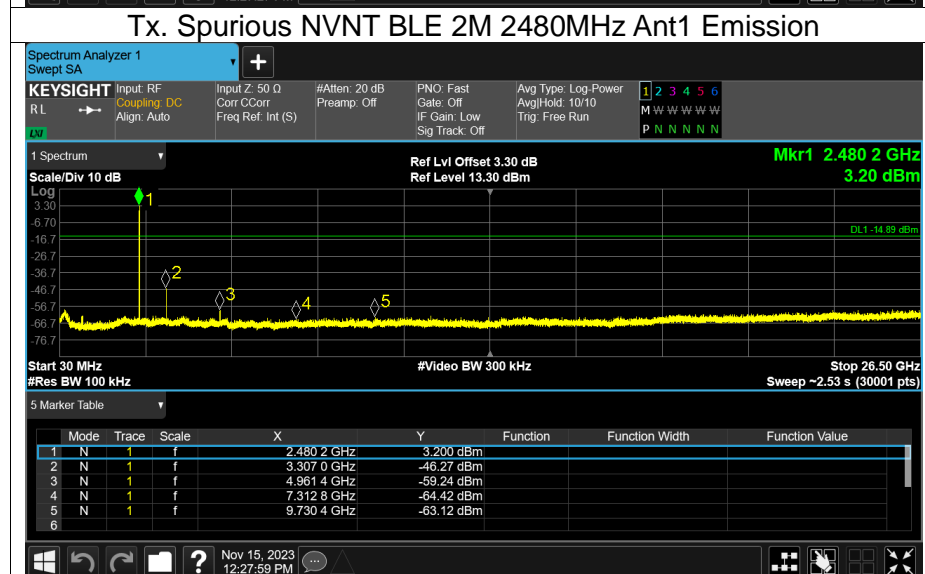 Tx. Spurious NVNT BLE 2M 2480MHz Ant1 Emission
Spectrum Analyzer 1
Swept SA
+
KEYSIGHT Input: RF Input Z: 50 Ω #Atten: 20 dB PNO: Fast Avg Type: Log-Power 1 2 3 4 5 6
RL Coupling: DC Corr CCorr Preamp: Off Gate: Off Avg|Hold: 10/10 M W W W W W
Align: Auto Freq Ref: Int (S) IF Gain: Low Trig: Free Run
LXI Sig Track: Off P N N N N N
1 Spectrum Ref Lvl Offset 3.30 dB Mkr1 2.480 2 GHz
Scale/Div 10 dB Ref Level 13.30 dBm 3.20 dBm
Log
1
3.30
-6.70
DL1 -14.89 dBm
-16.7
-26.7
-36.7
2
-46.7
3
-56.7
4
5
-66.7
-76.7
Start 30 MHz #Video BW 300 kHz Stop 26.50 GHz
#Res BW 100 kHz Sweep ~2.53 s (30001 pts)
5 Marker Table
Mode Trace Scale X Y Function Function Width Function Value
1 N 1 f 2.480 2 GHz 3.200 dBm
2 N 1 f 3.307 0 GHz -46.27 dBm
3 N 1 f 4.961 4 GHz -59.24 dBm
4 N 1 f 7.312 8 GHz -64.42 dBm
5 N 1 f 9.730 4 GHz -63.12 dBm
6
? Nov 15, 2023
12:27:59 PM